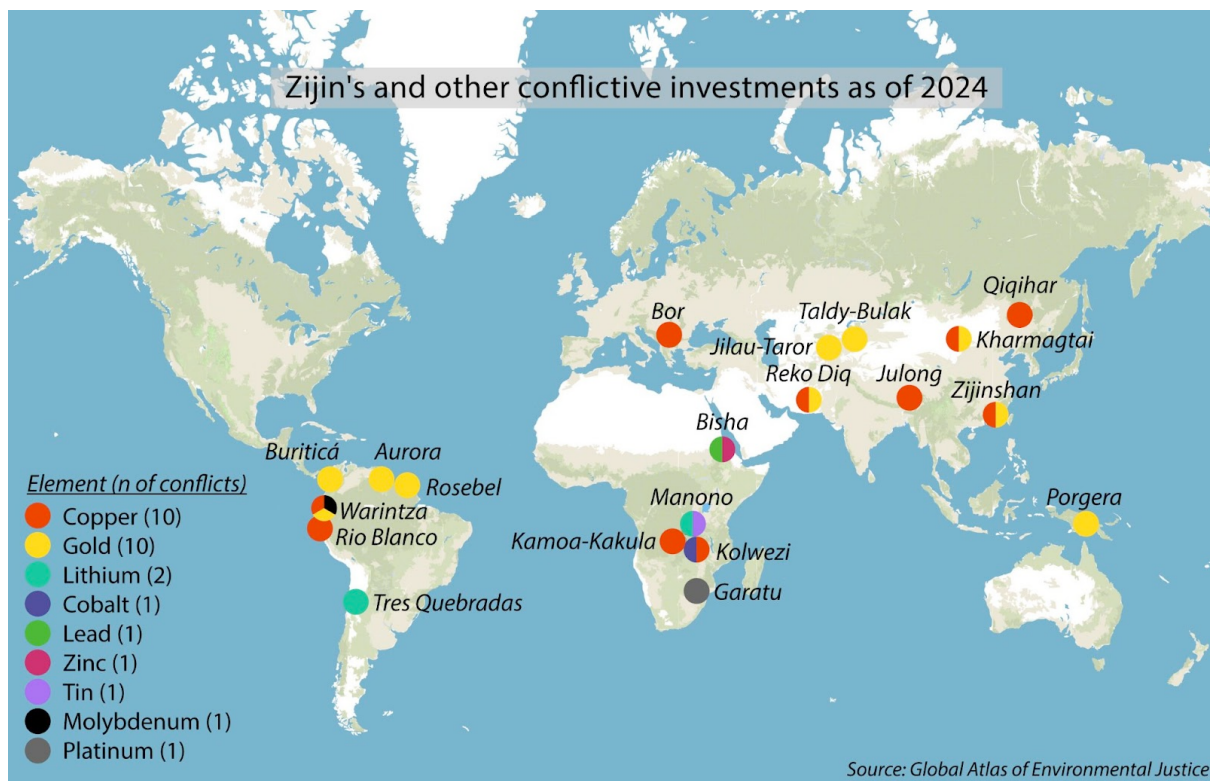 Zijin's and other conflictive investments as of 2024
Qiqihar
Bor
Taldy-Bulak
Jilau-Taror
Kharmagtai
Reko Diq
Julong
Zijinshan
Bisha
Buriticá
Aurora
Rosebel
Manono
Porgera
Warintza
Rio Blanco
Kamoa-Kakula
Kolwezi
Garatu
Tres Quebradas
Element (n of conflicts)
Copper (10)
Gold (10)
Lithium (2)
Cobalt (1)
Lead (1)
Zinc (1)
Tin (1)
Molybdenum (1)
Platinum (1)
Source: Global Atlas of Environmental Justice